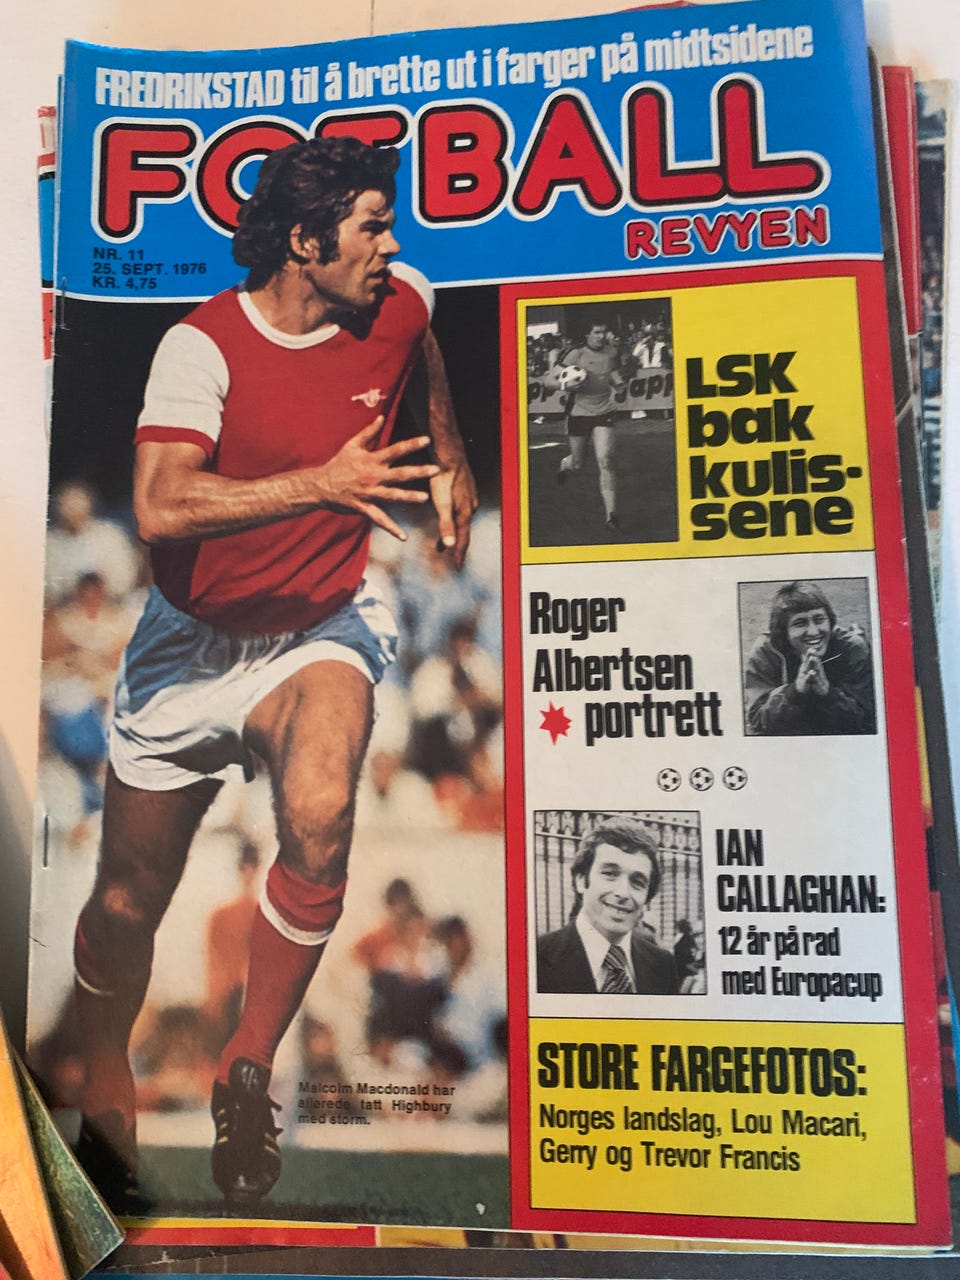 FREDRIKSTAD til å brette ut i farger på midtsidene
FOTBALL
REVYEN
NR. 11
25. SEPT. 1976
KR. 4,75
LSK
bak
kulis-
sene
Roger
Albertsen
portrett
IAN
CALLAGHAN:
12 år på rad
med Europacup
STORE FARGEFOTOS:
Norges landslag, Lou Macari,
Gerry og Trevor Francis
Malcolm Macdonald har
allerede tatt Highbury
med storm.